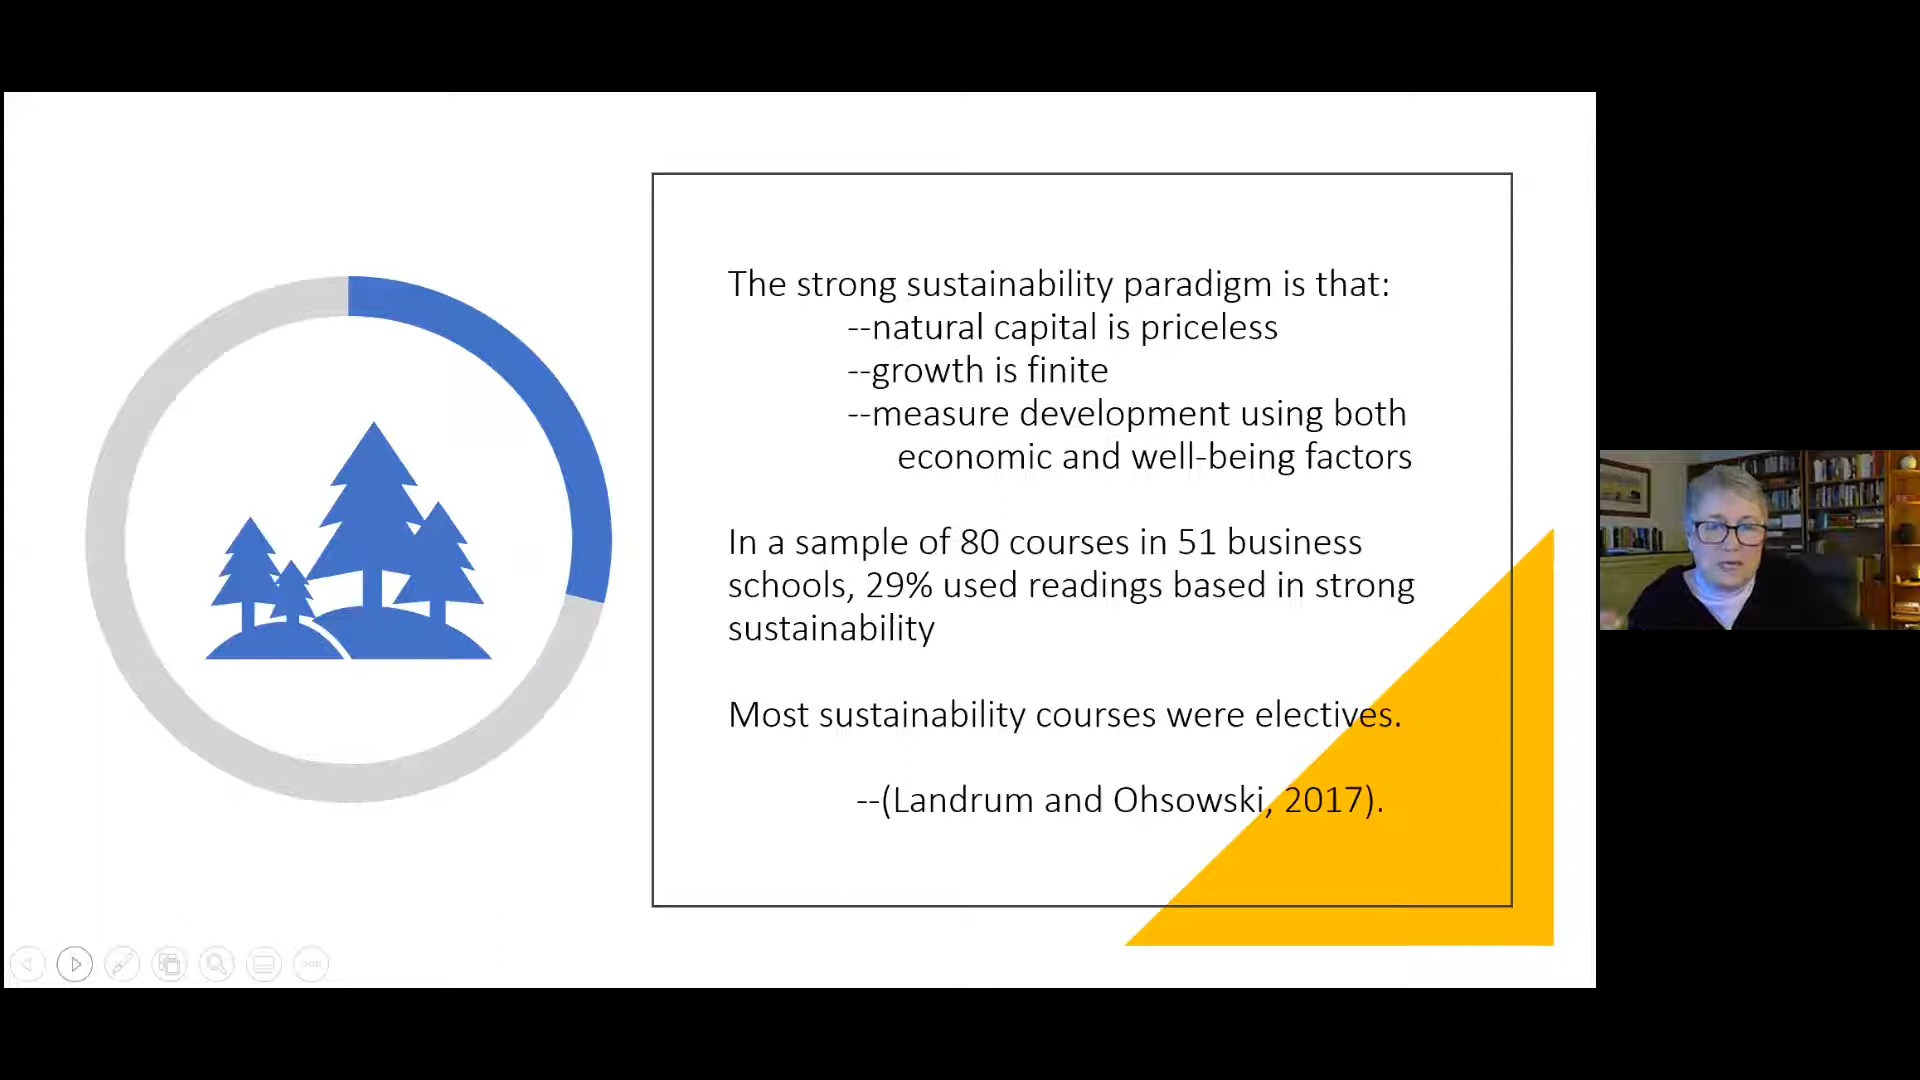 The strong sustainability paradigm is that:
--natural capital is priceless
--growth is finite
--measure development using both
economic and well-being factors
In a sample of 80 courses in 51 business
schools, 29% used readings based in strong
sustainability
Most sustainability courses were electives.
--(Landrum and Ohsowski, 2017).